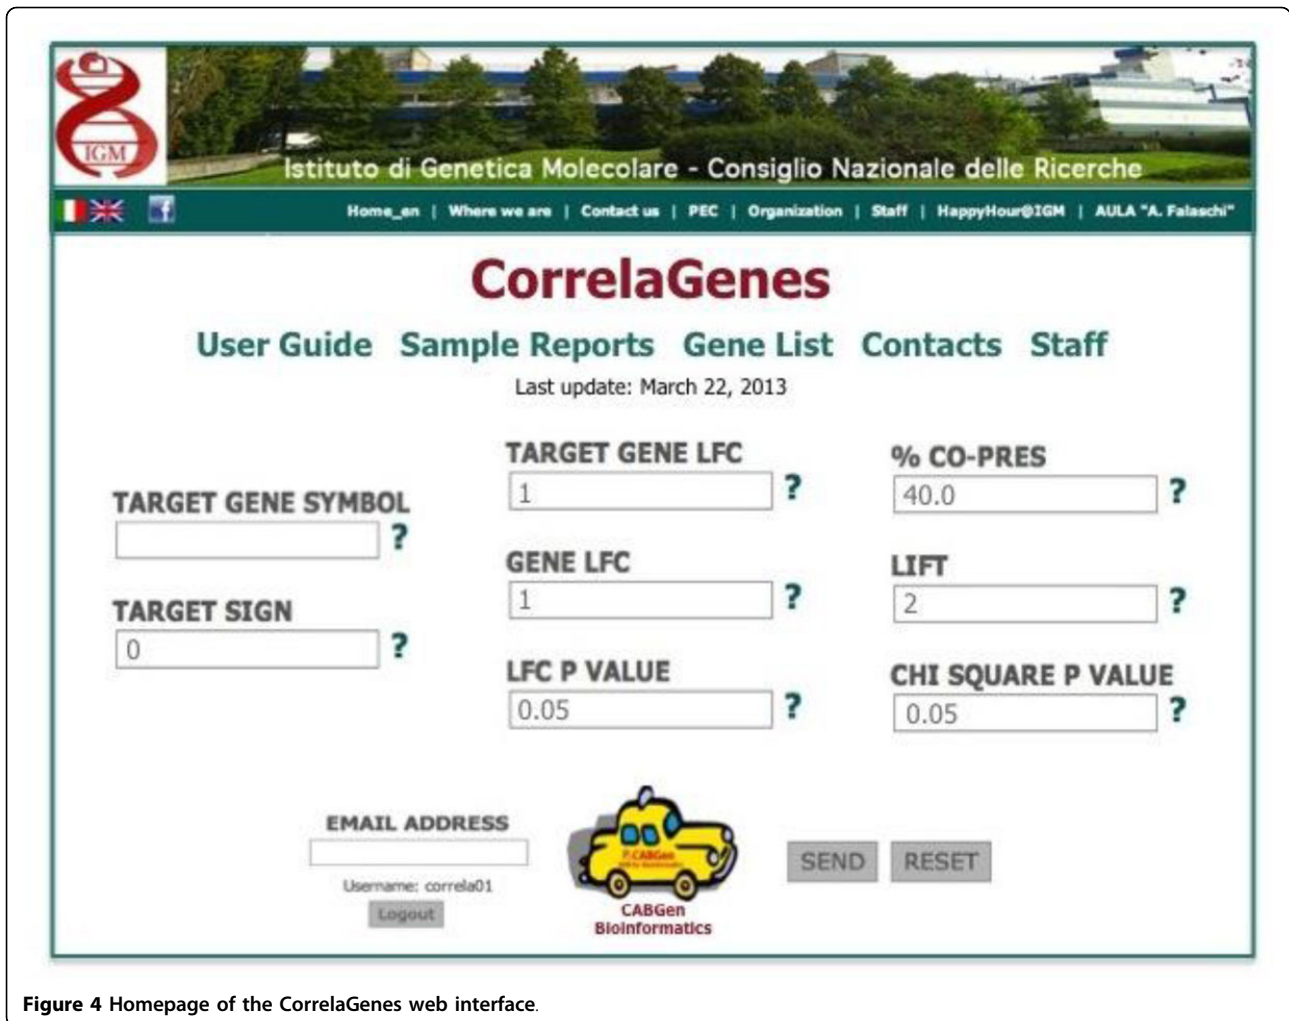 IGM
Istituto di Genetica Molecolare - Consiglio Nazionale delle Ricerche
Home_en | Where we are | Contact us | PEC | Organization | Staff | HappyHour@IGM | AULA "A. Falaschi"
CorrelaGenes
User Guide Sample Reports Gene List Contacts Staff
Last update: March 22, 2013
TARGET GENE SYMBOL
?
TARGET SIGN
0 ?
TARGET GENE LFC
1 ?
GENE LFC
1 ?
LFC P VALUE
0.05 ?
% CO-PRES
40.0 ?
LIFT
2 ?
CHI SQUARE P VALUE
0.05 ?
EMAIL ADDRESS
Username: correla01
Logout
CABGen
Bioinformatics
SEND RESET
Figure 4 Homepage of the CorrelaGenes web interface.